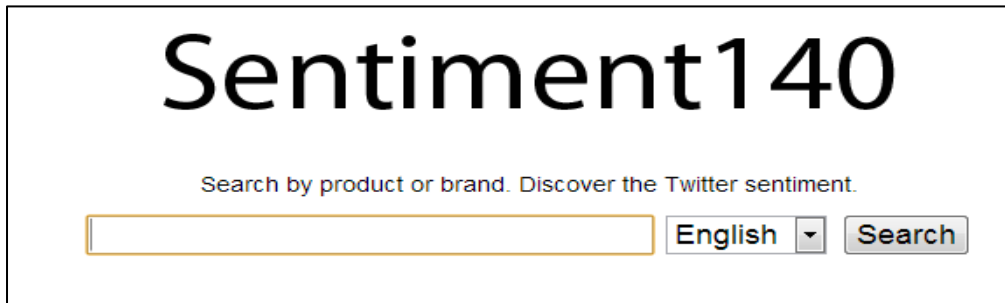 Sentiment140
Search by product or brand. Discover the Twitter sentiment.
English Search